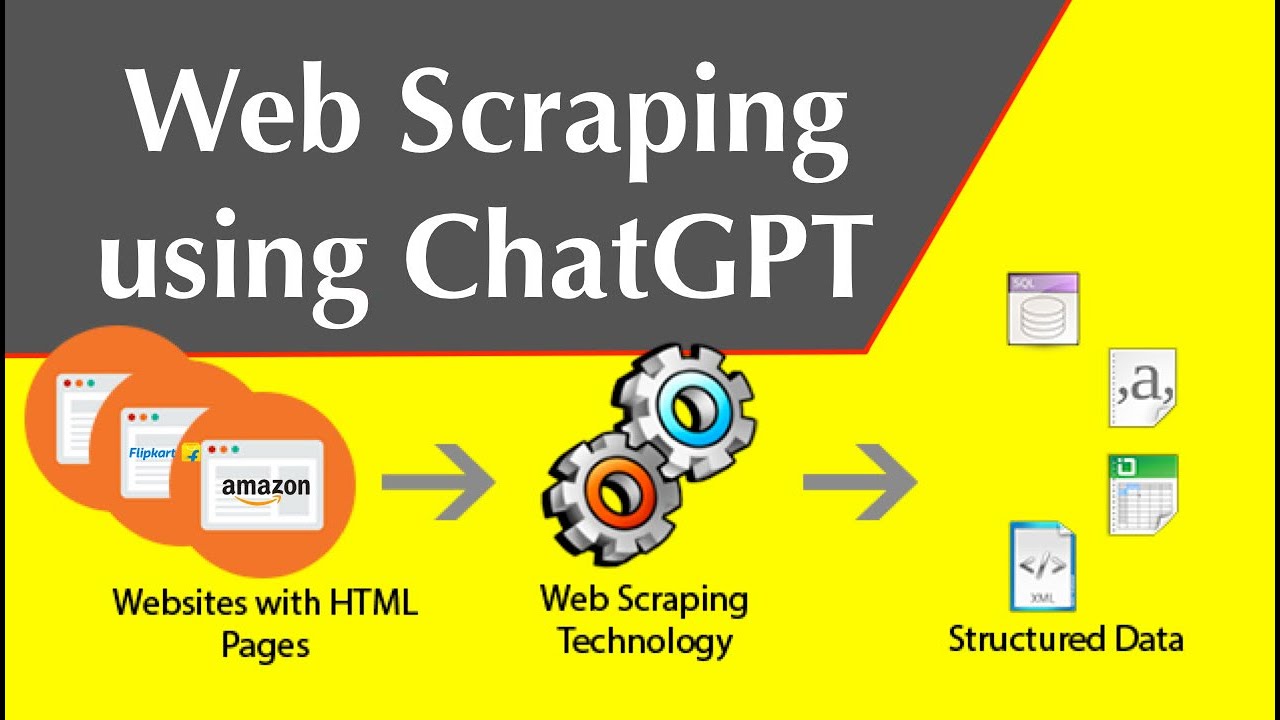 Web Scraping
using ChatGPT
SQL
,a,
Flipkart
amazon
</>
XML
Websites with HTML
Pages
Web Scraping
Technology
Structured Data